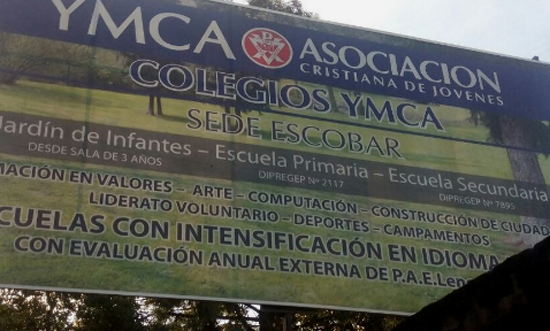 YMCA ASOCIACION
CRISTIANA DE JOVENES
COLEGIOS YMCA
SEDE ESCOBAR
Jardín de Infantes – Escuela Primaria – Escuela Secundaria
DESDE SALA DE 3 AÑOS DIPREGEP Nº 2117 DIPREGEP Nº 7895
MACIÓN EN VALORES – ARTE – COMPUTACIÓN – CONSTRUCCIÓN DE CIUDAD
LIDERATO VOLUNTARIO – DEPORTES – CAMPAMENTOS
CUELAS CON INTENSIFICACIÓN EN IDIOMA
CON EVALUACIÓN ANUAL EXTERNA DE P.A.E.Len